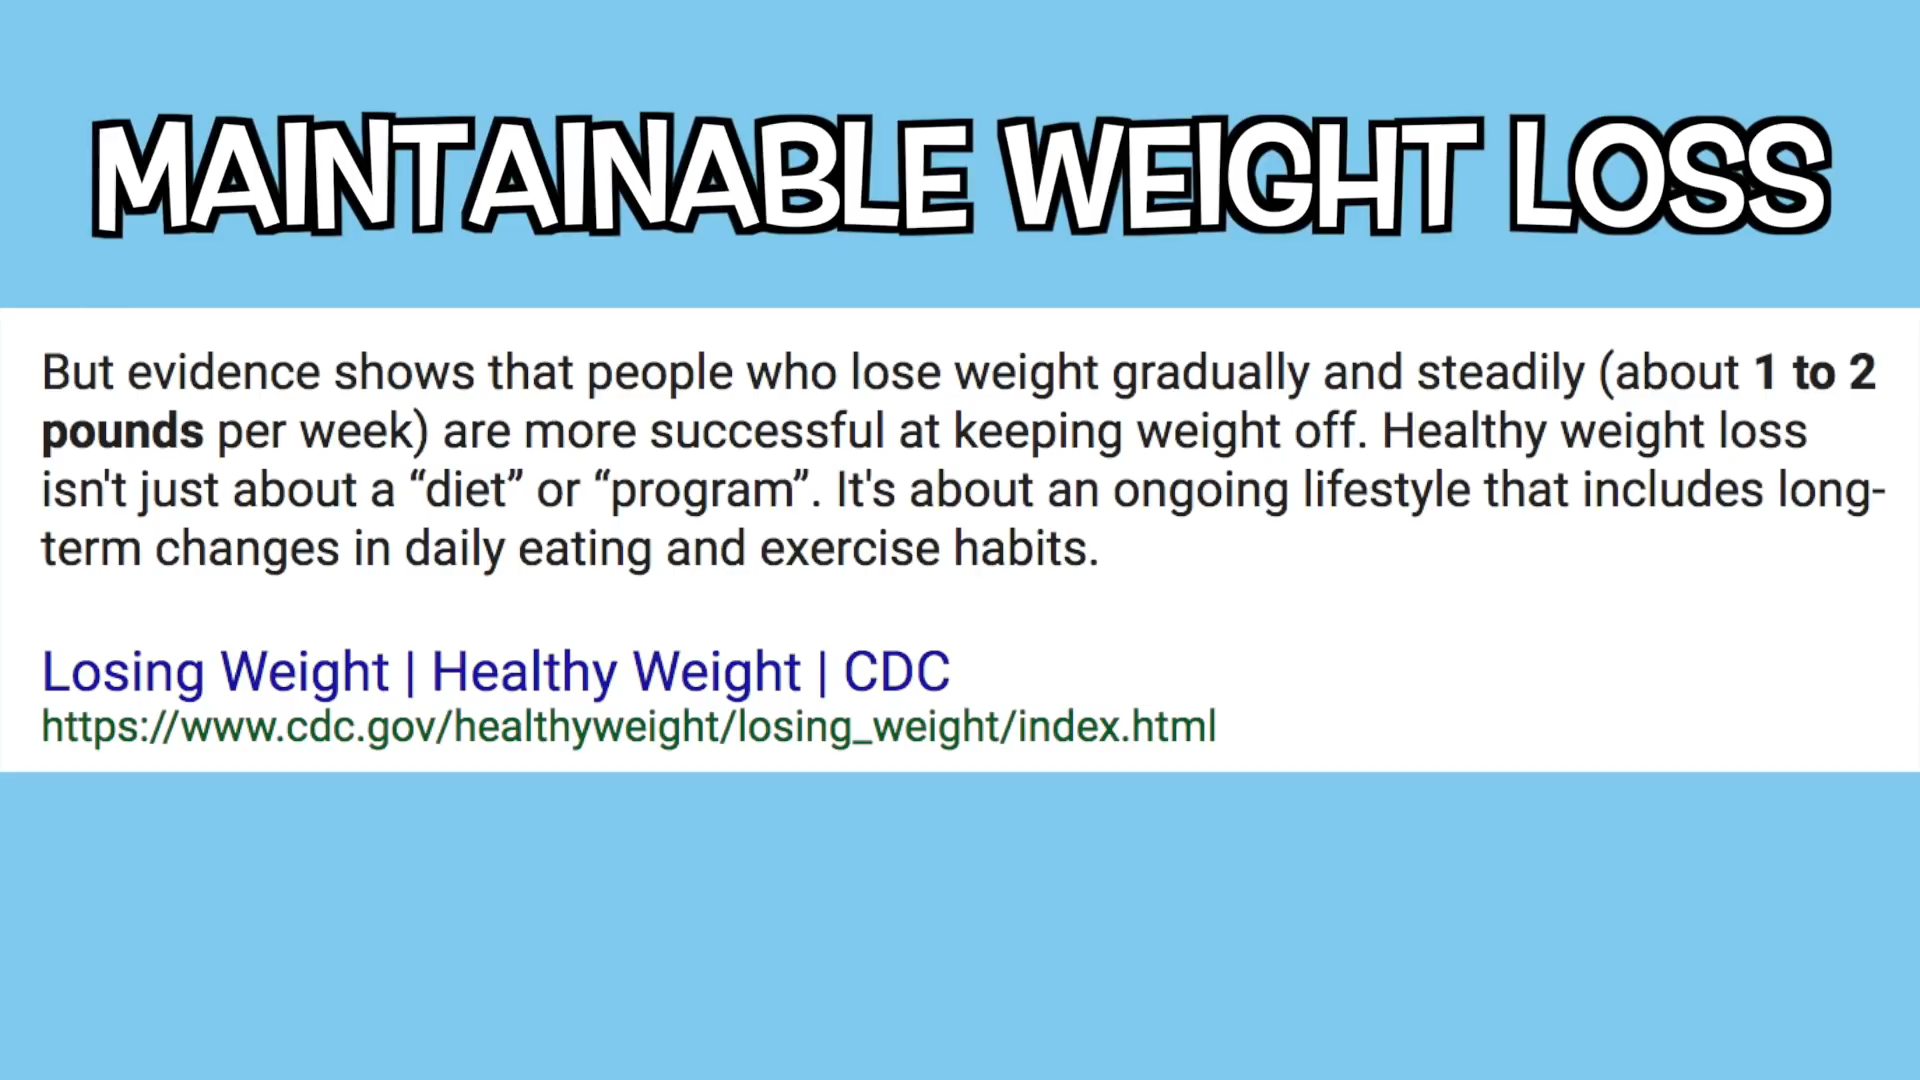 MAINTAINABLE WEIGHT LOSS
But evidence shows that people who lose weight gradually and steadily (about 1 to 2
pounds per week) are more successful at keeping weight off. Healthy weight loss
isn't just about a “diet” or “program”. It's about an ongoing lifestyle that includes long-
term changes in daily eating and exercise habits.
Losing Weight | Healthy Weight | CDC
https://www.cdc.gov/healthyweight/losing_weight/index.html